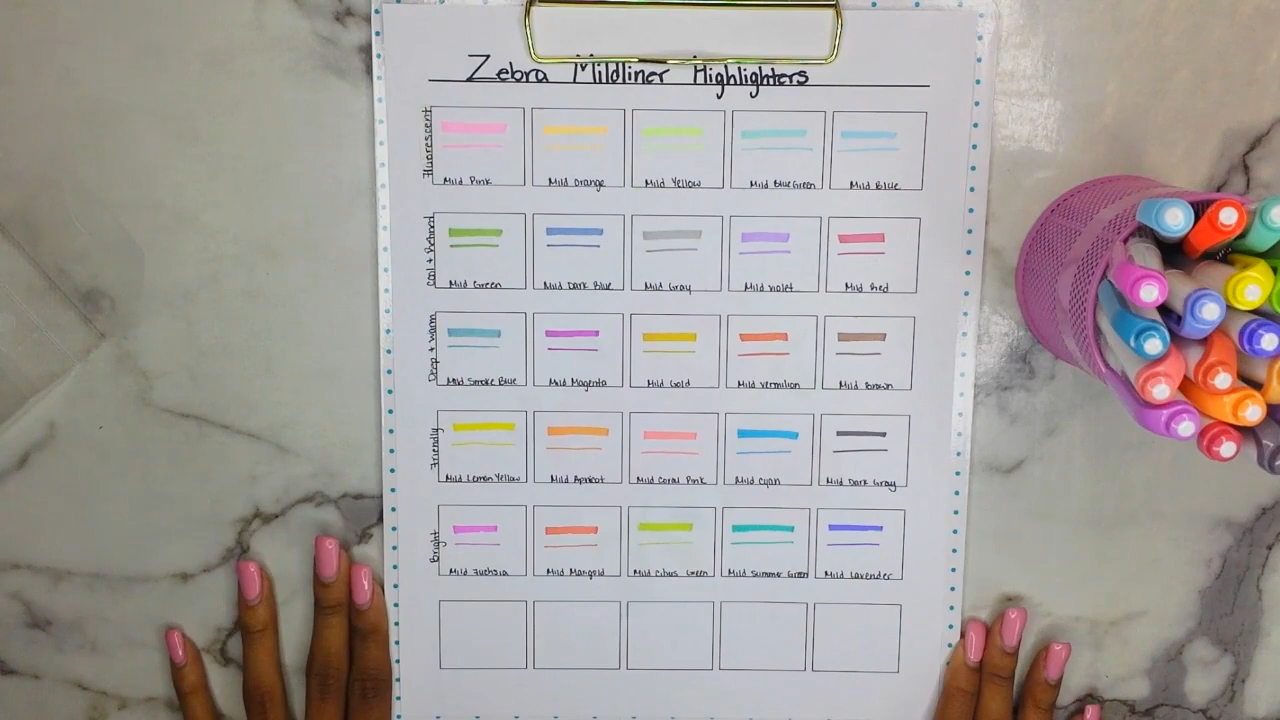 Zebra Mildliner Highlighters
Fluorescent
Mild Pink
Mild Orange
Mild Yellow
Mild Blue Green
Mild Blue
Cool + Refined
Mild Green
Mild Dark Blue
Mild Gray
Mild Violet
Mild Red
Deep + Warm
Mild Smoke Blue
Mild Magenta
Mild Gold
Mild Vermilion
Mild Brown
Friendly
Mild Lemon Yellow
Mild Apricot
Mild Coral Pink
Mild Cyan
Mild Dark Gray
Bright
Mild Fuchsia
Mild Marigold
Mild Citrus Green
Mild Summer Green
Mild Lavender